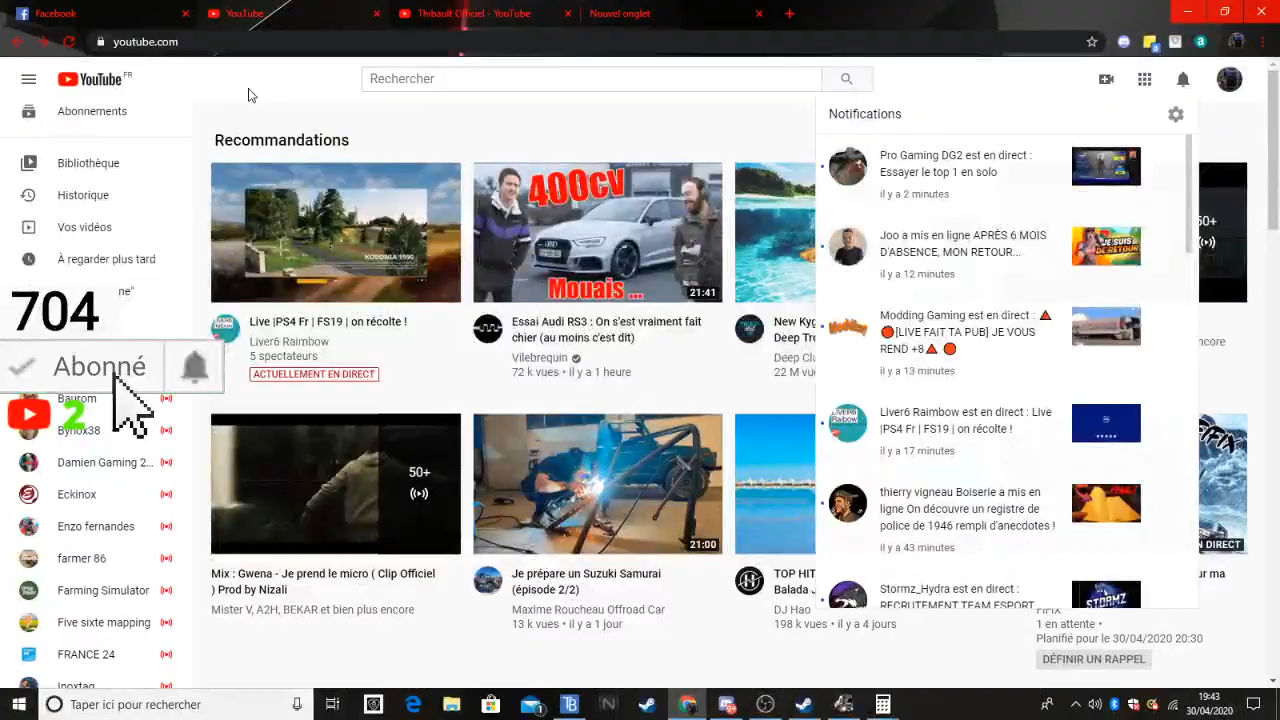 Facebook
YouTube
Thibault Officiel - YouTube
Nouvel onglet
youtube.com
YouTube FR
Rechercher
Abonnements
Bibliothèque
Historique
Vos vidéos
À regarder plus tard
ne"
704
Abonné
2
Baurom
Bynox38
Damien Gaming 2...
Eckinox
Enzo fernandes
farmer 86
Farming Simulator
Five sixte mapping
FRANCE 24
Inoxtag
Recommandations
KOLONIA 1990
Live |PS4 Fr | FS19 | on récolte !
Liver6 Raimbow
5 spectateurs
ACTUELLEMENT EN DIRECT
400cv
Mouais ...
21:41
Essai Audi RS3 : On s'est vraiment fait
chier (au moins c'est dit)
Vilebrequin
72 k vues • il y a 1 heure
New Kyg
Deep Tro
Deep Clu
22 M vu
50+
Mix : Gwena - Je prend le micro ( Clip Officiel
) Prod by Nizali
Mister V, A2H, BEKAR et bien plus encore
21:00
Je prépare un Suzuki Samurai
(épisode 2/2)
Maxime Roucheau Offroad Car
13 k vues • il y a 1 jour
TOP HIT
Balada J
DJ Hao
198 k vues • il y a 4 jours
Notifications
Pro Gaming DG2 est en direct :
Essayer le top 1 en solo
il y a 2 minutes
Joo a mis en ligne APRÈS 6 MOIS
D'ABSENCE, MON RETOUR...
il y a 12 minutes
JE SUIS
DE RETOUR
Modding Gaming est en direct : 🔺
🔴[LIVE FAIT TA PUB] JE VOUS
REND +8🔺 🔴
il y a 13 minutes
Liver6 Raimbow est en direct : Live
|PS4 Fr | FS19 | on récolte !
il y a 17 minutes
thierry vigneau Boiserie a mis en
ligne On découvre un registre de
police de 1946 rempli d'anecdotes !
il y a 43 minutes
Stormz_Hydra est en direct :
RECRUTEMENT TEAM ESPORT
STORMZ
50+
encore
FIFA
N DIRECT
ur ma
1 en attente •
Planifié pour le 30/04/2020 20:30
DÉFINIR UN RAPPEL
Taper ici pour rechercher
19:43
30/04/2020